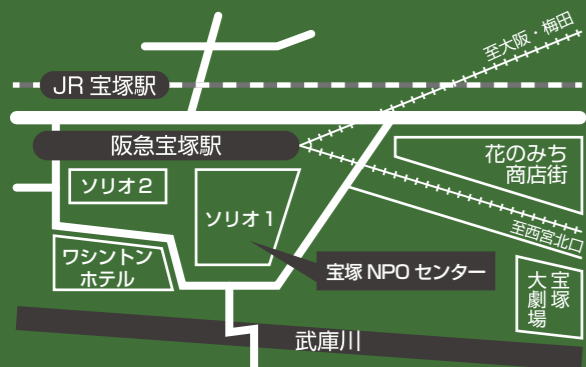 至大阪・梅田
JR 宝塚駅
阪急宝塚駅
花のみち
商店街
ソリオ2
ソリオ1
至西宮北口
ワシントン
ホテル
宝塚 NPO センター
宝塚
大劇場
武庫川